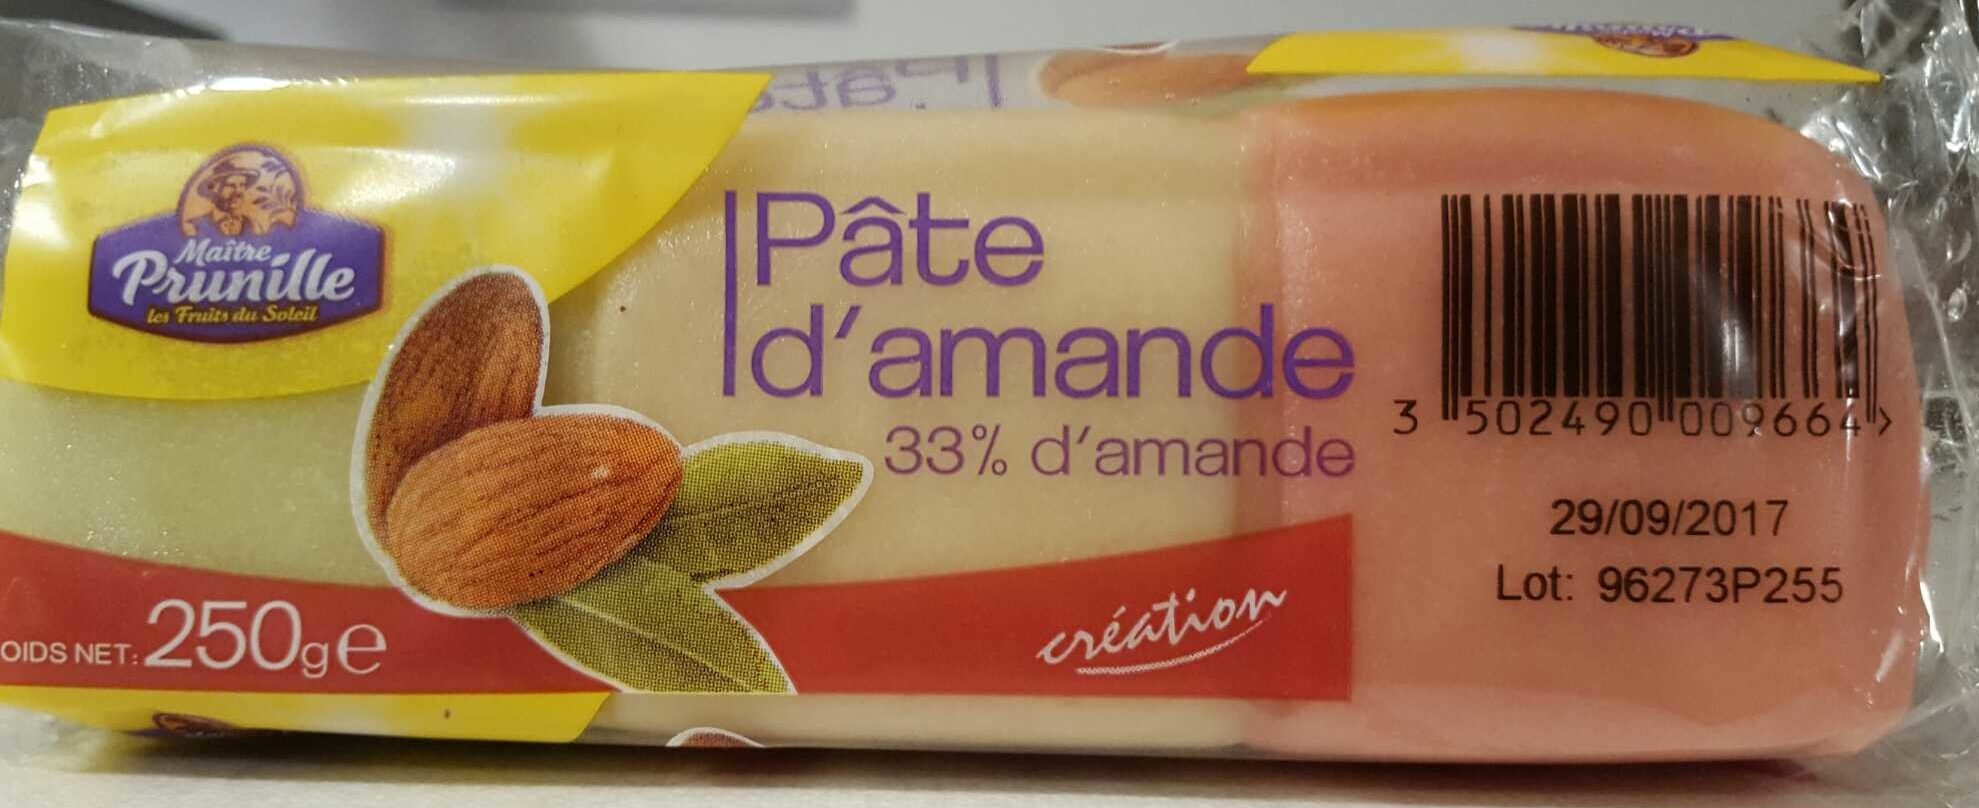 Maître
Prunille
les Fruits du Soleil
Pâte
d'amande
33% d'amande
3 502490 009664 >
29/09/2017
Lot: 96273P255
création
OIDS NET: 250g e